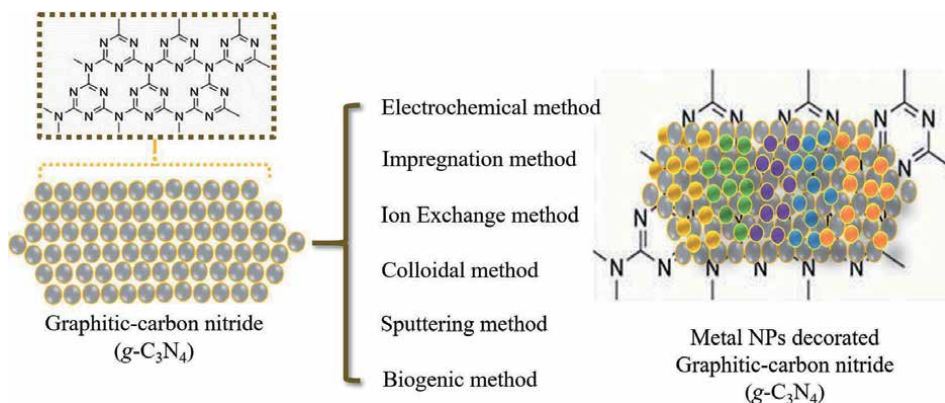 Graphitic-carbon nitride
(g-C₃N₄)
Electrochemical method
Impregnation method
Ion Exchange method
Colloidal method
Sputtering method
Biogenic method
Metal NPs decorated
Graphitic-carbon nitride
(g-C₃N₄)